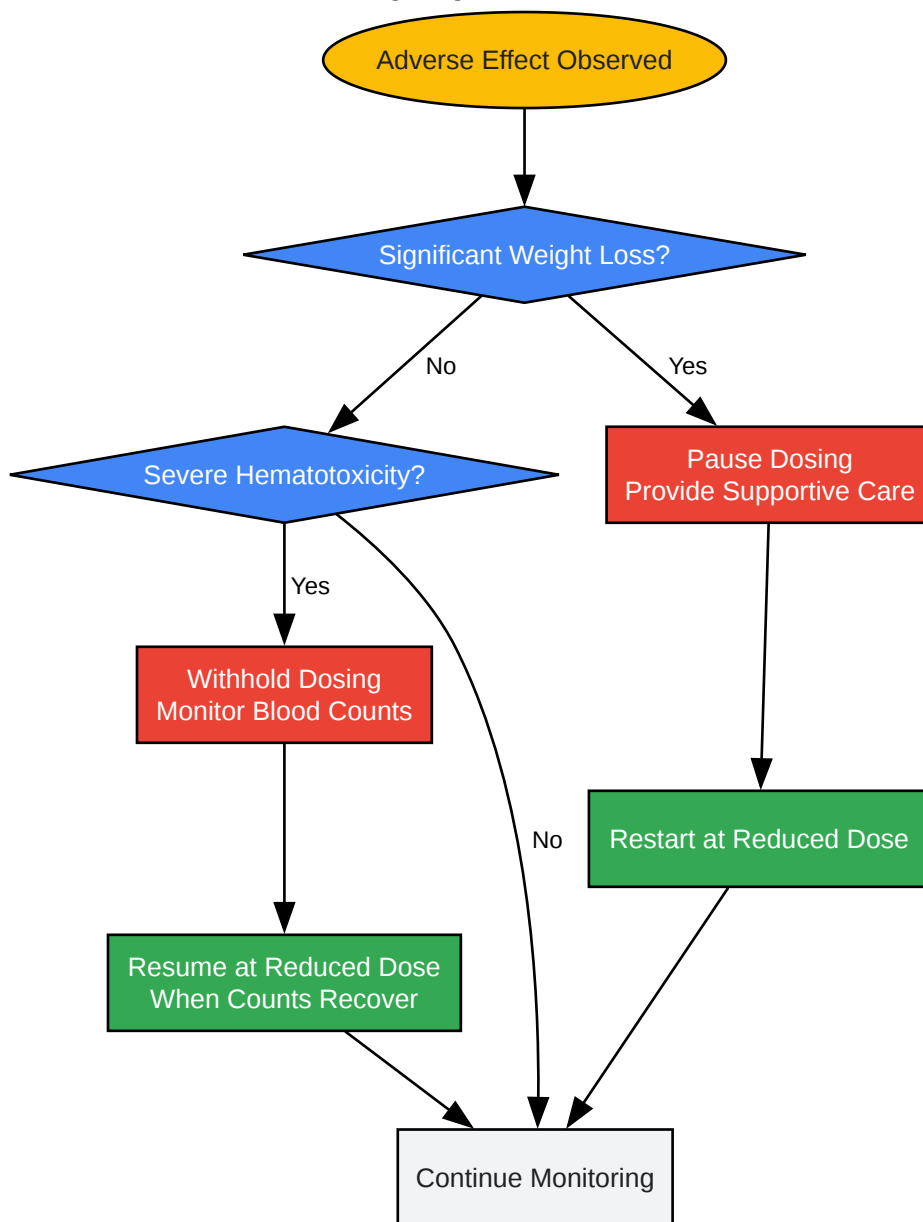 Adverse Effect Observed
Significant Weight Loss?
No
Yes
Severe Hematotoxicity?
Pause Dosing
Provide Supportive Care
Yes
Withhold Dosing
Monitor Blood Counts
No
Restart at Reduced Dose
Resume at Reduced Dose
When Counts Recover
Continue Monitoring